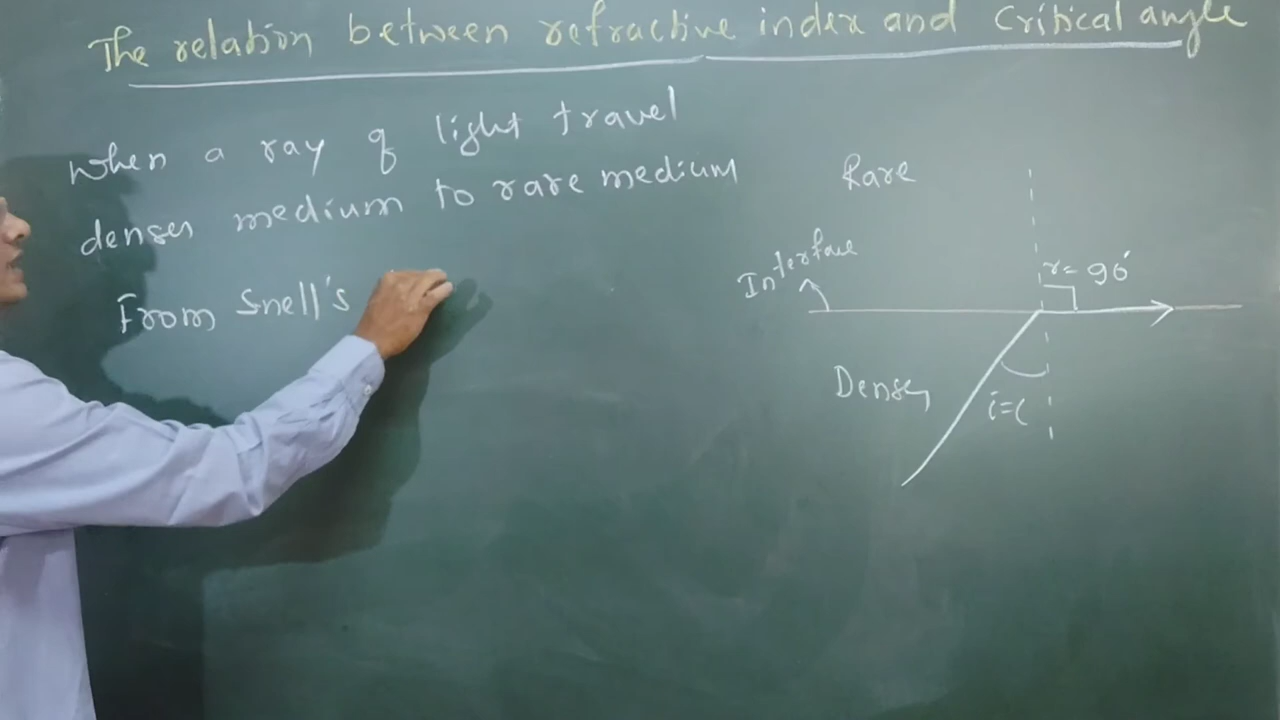 The relation between refractive index and Critical angle
When a ray of light travel
denser medium to rare medium
From Snell's
Rare
Interface
r = 90°
Denser
i = c